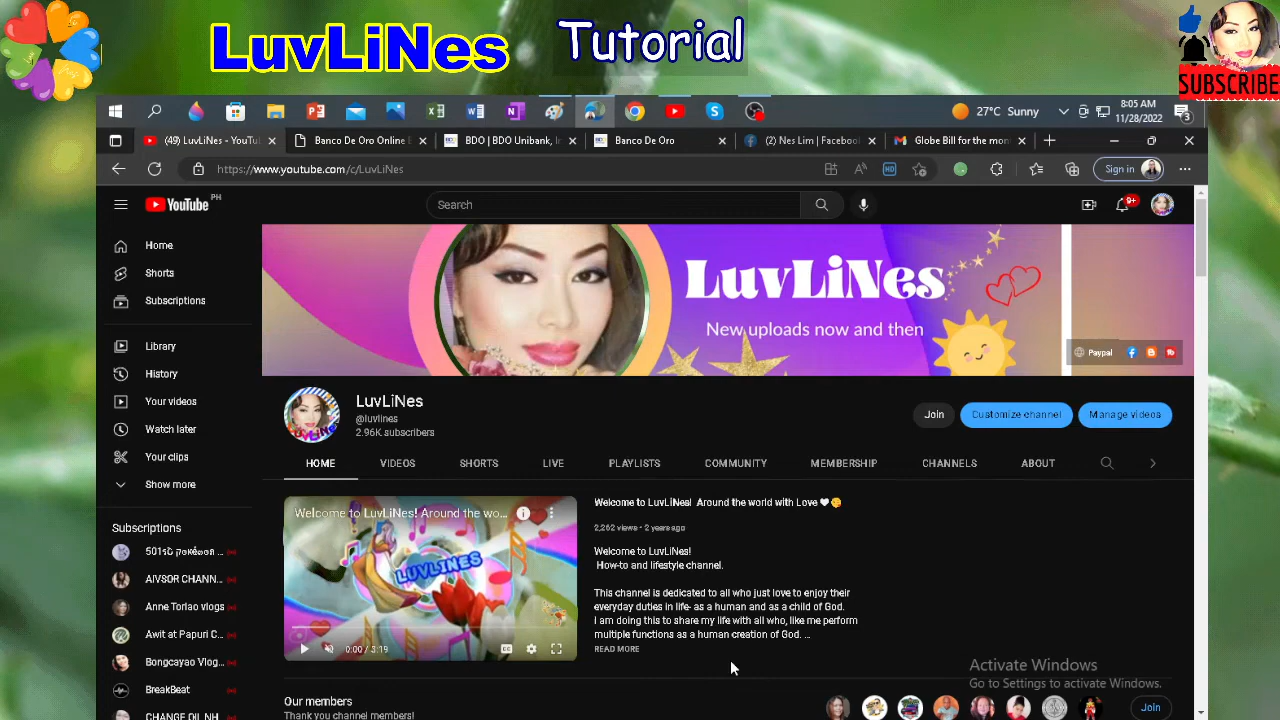 LuvLiNes
Tutorial
SUBSCRIBE
27°C Sunny
8:05 AM
11/28/2022
3
(49) LuvLiNes - YouTu
Banco De Oro Online B
BDO | BDO Unibank, In
Banco De Oro
(2) Nes Lim | Facebook
Globe Bill for the mon
https://www.youtube.com/c/LuvLiNes
HD
Sign in
YouTube PH
Search
9+
Home
Shorts
Subscriptions
Library
History
Your videos
Watch later
Your clips
Show more
Subscriptions
AIVSOR CHANN...
Anne Torlao vlogs
Awit at Papuri C...
Bongcayao Vlog...
BreakBeat
CHANGE OIL NH
LuvLiNes
New uploads now and then
Paypal
LuvLiNes
@luvlines
2.96K subscribers
Join
Customize channel
Manage videos
HOME
VIDEOS
SHORTS
LIVE
PLAYLISTS
COMMUNITY
MEMBERSHIP
CHANNELS
ABOUT
Welcome to LuvLiNes! Around the wo...
LUVLINES
0:00 / 3:19
Welcome to LuvLiNes! Around the world with Love
2,262 views • 2 years ago
Welcome to LuvLiNes!
How-to and lifestyle channel.
This channel is dedicated to all who just love to enjoy their
everyday duties in life- as a human and as a child of God.
I am doing this to share my life with all who, like me perform
multiple functions as a human creation of God. ...
READ MORE
Activate Windows
Go to Settings to activate Windows.
Our members
Thank you channel members!
Join